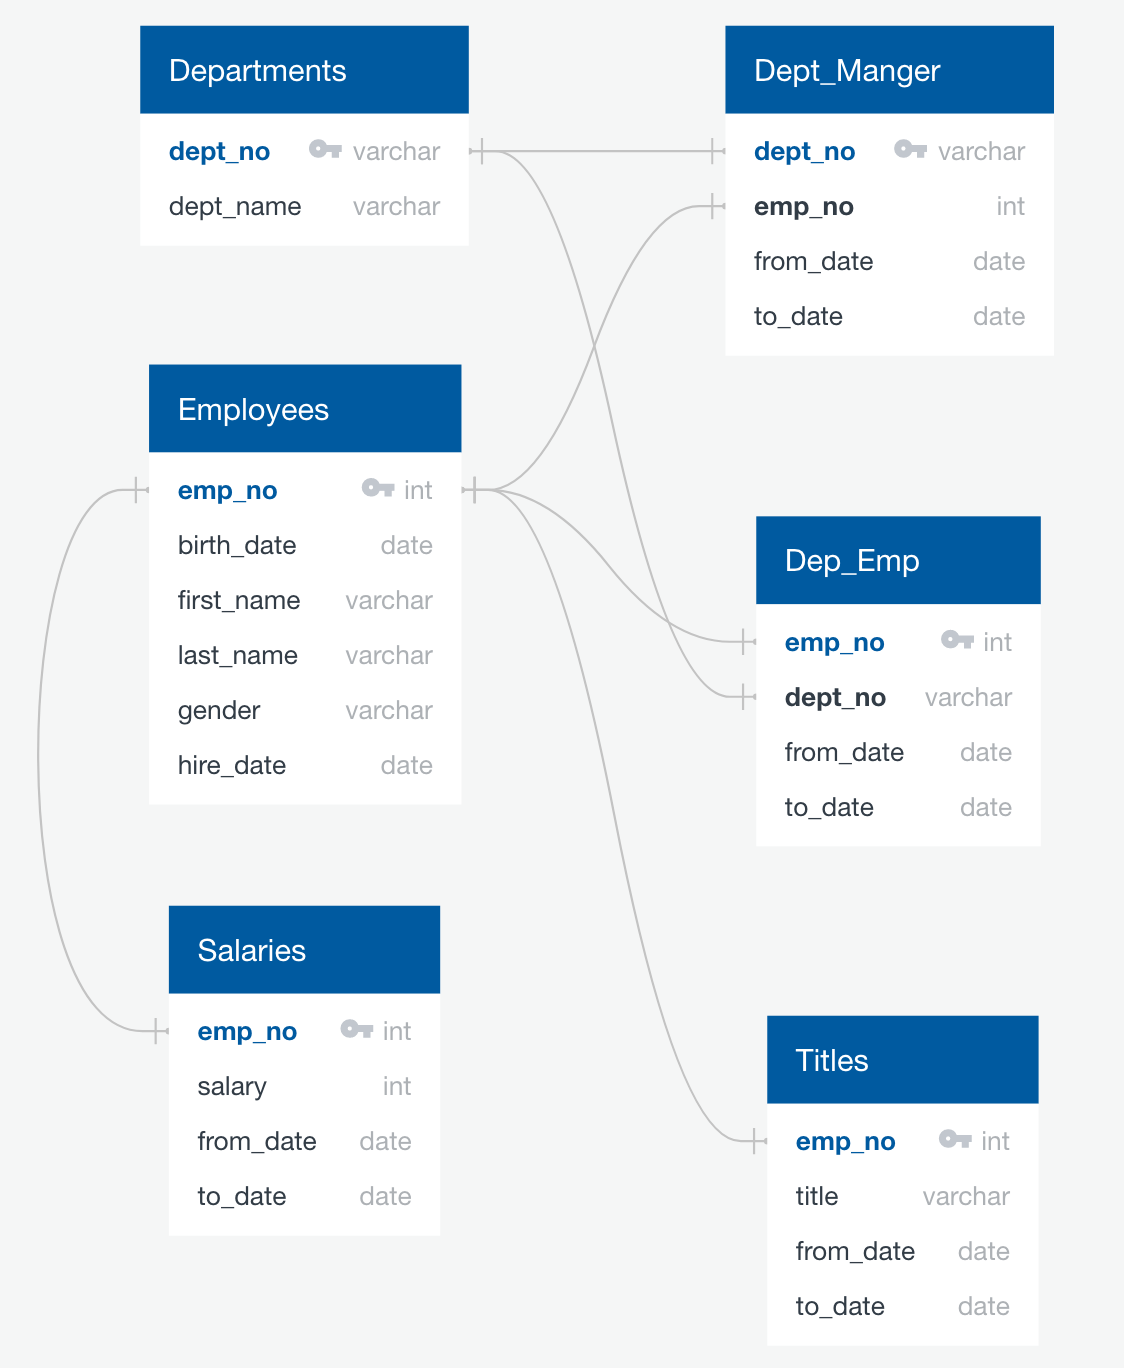 Departments
dept_no varchar
dept_name varchar
Dept_Manger
dept_no varchar
emp_no int
from_date date
to_date date
Employees
emp_no int
birth_date date
first_name varchar
last_name varchar
gender varchar
hire_date date
Dep_Emp
emp_no int
dept_no varchar
from_date date
to_date date
Salaries
emp_no int
salary int
from_date date
to_date date
Titles
emp_no int
title varchar
from_date date
to_date date